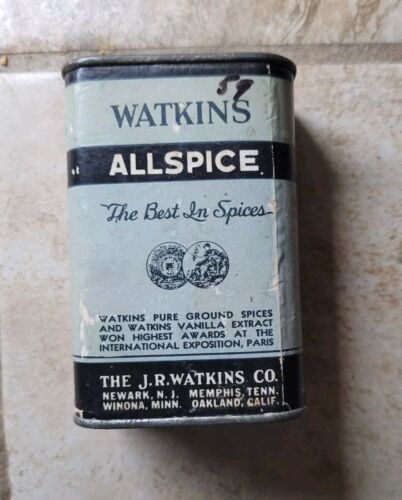 59
WATKINS
ALLSPICE
The Best In Spices
WATKINS PURE GROUND SPICES
AND WATKINS VANILLA EXTRACT
WON HIGHEST AWARDS AT THE
INTERNATIONAL EXPOSITION, PARIS
THE J.R.WATKINS CO.
NEWARK, N.J. MEMPHIS, TENN.
WINONA, MINN. OAKLAND, CALIF.